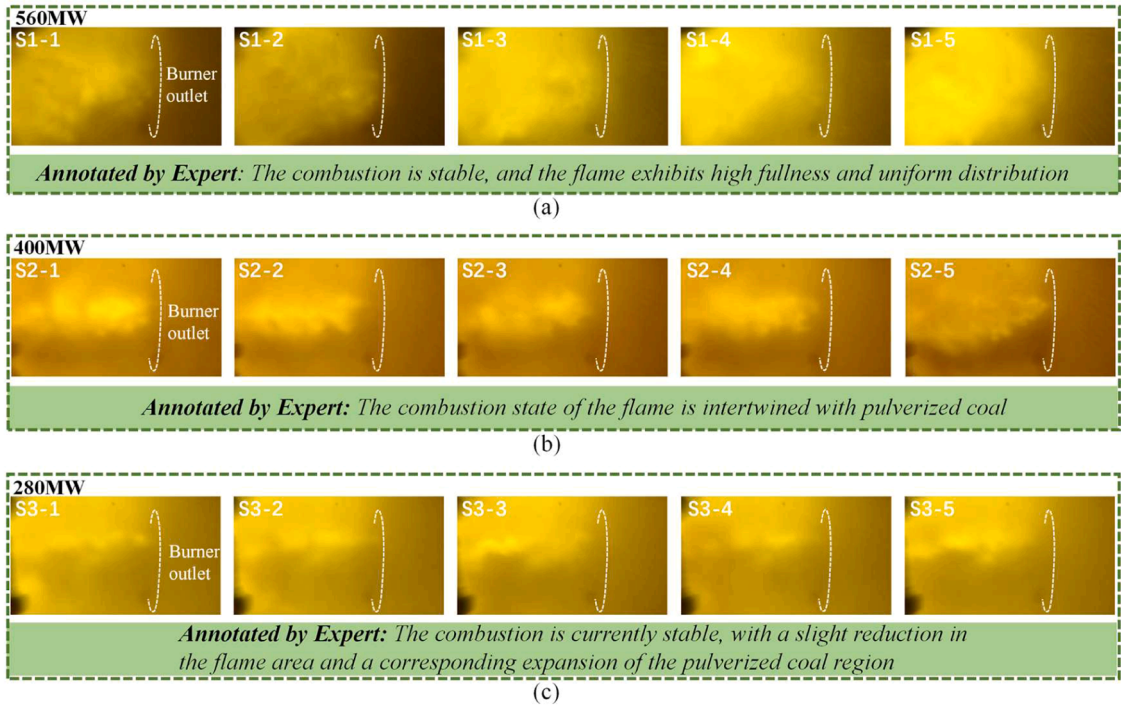 560MW
S1-1 S1-2 S1-3 S1-4 S1-5
Burner
outlet
Annotated by Expert: The combustion is stable, and the flame exhibits high fullness and uniform distribution
(a)
400MW
S2-1 S2-2 S2-3 S2-4 S2-5
Burner
outlet
Annotated by Expert: The combustion state of the flame is intertwined with pulverized coal
(b)
280MW
S3-1 S3-2 S3-3 S3-4 S3-5
Burner
outlet
Annotated by Expert: The combustion is currently stable, with a slight reduction in
the flame area and a corresponding expansion of the pulverized coal region
(c)